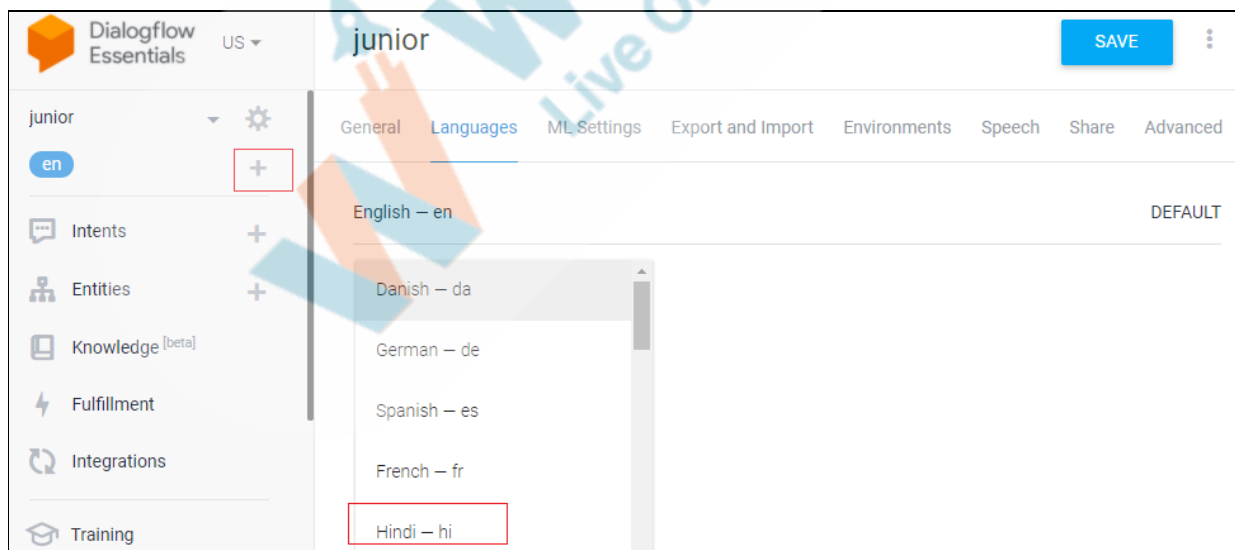 Dialogflow
Essentials
US
junior
SAVE
junior
en
General Languages ML Settings Export and Import Environments Speech Share Advanced
English — en DEFAULT
Intents
Entities
Knowledge [beta]
Fulfillment
Integrations
Training
Danish — da
German — de
Spanish — es
French — fr
Hindi — hi
Live